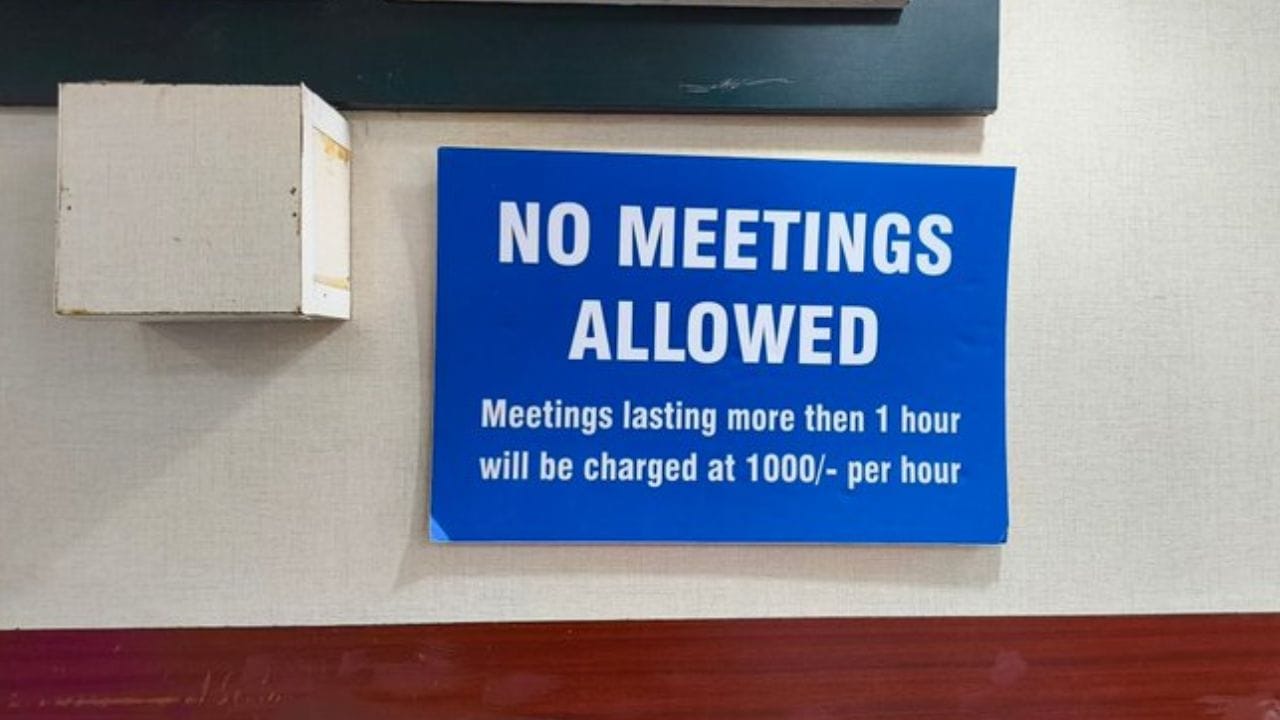 NO MEETINGS
ALLOWED
Meetings lasting more then 1 hour
will be charged at 1000/- per hour